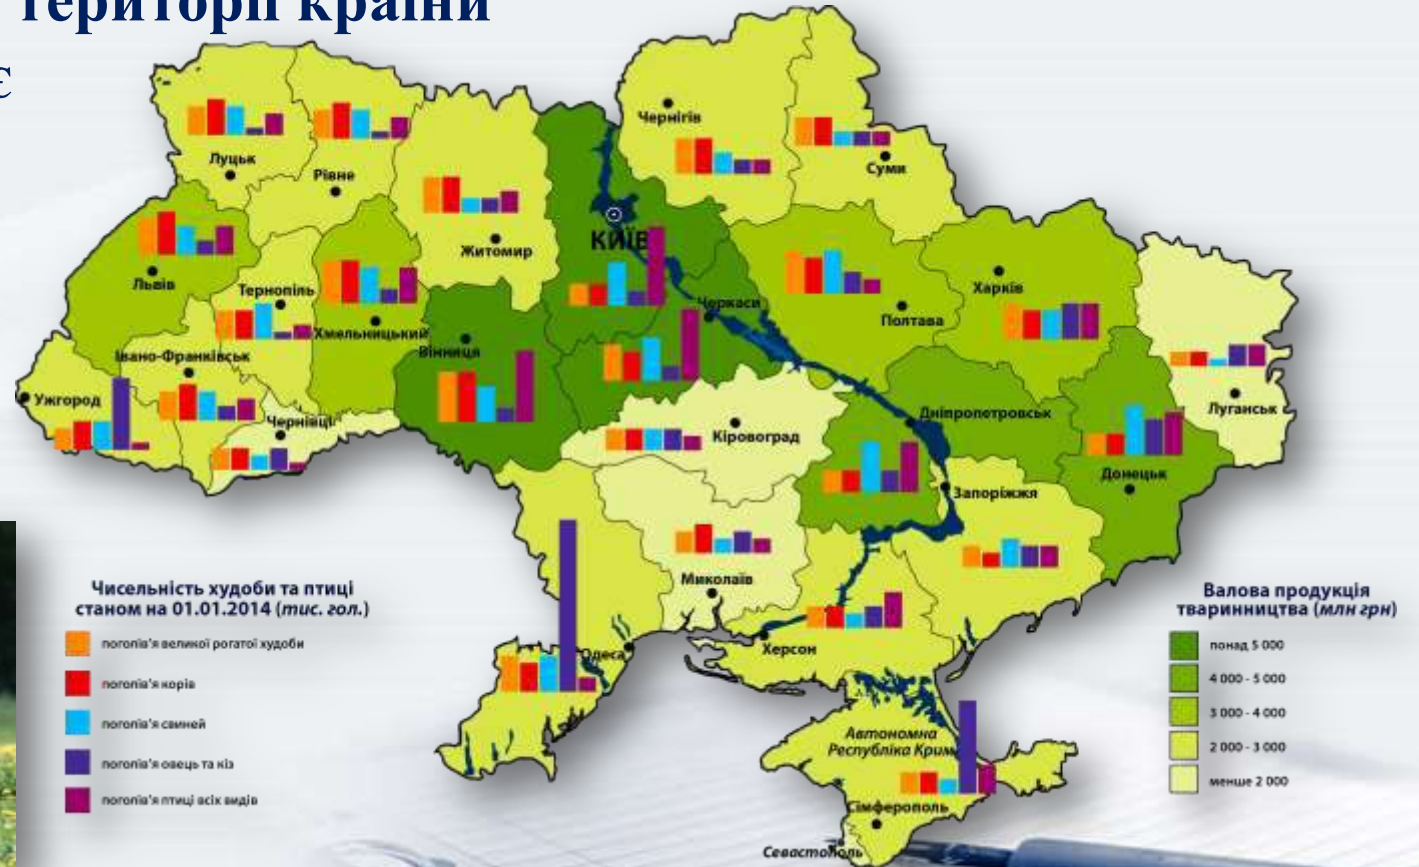 території країни
є
Чернігів
Суми
Луцьк
Рівне
Житомир
КИЇВ
Львів
Тернопіль
Хмельницький
Вінниця
Черкаси
Полтава
Харків
Івано-Франківськ
Ужгород
Чернівці
Кіровоград
Дніпропетровськ
Луганськ
Донецьк
Запоріжжя
Миколаїв
Херсон
Одеса
Автономна
Республіка Крим
Сімферополь
Севастополь
Чисельність худоби та птиці
станом на 01.01.2014 (тис. гол.)
поголів'я великої рогатої худоби
поголів'я корів
поголів'я свиней
поголів'я овець та кіз
поголів'я птиці всіх видів
Валова продукція
тваринництва (млн грн)
понад 5 000
4 000 - 5 000
3 000 - 4 000
2 000 - 3 000
менше 2 000